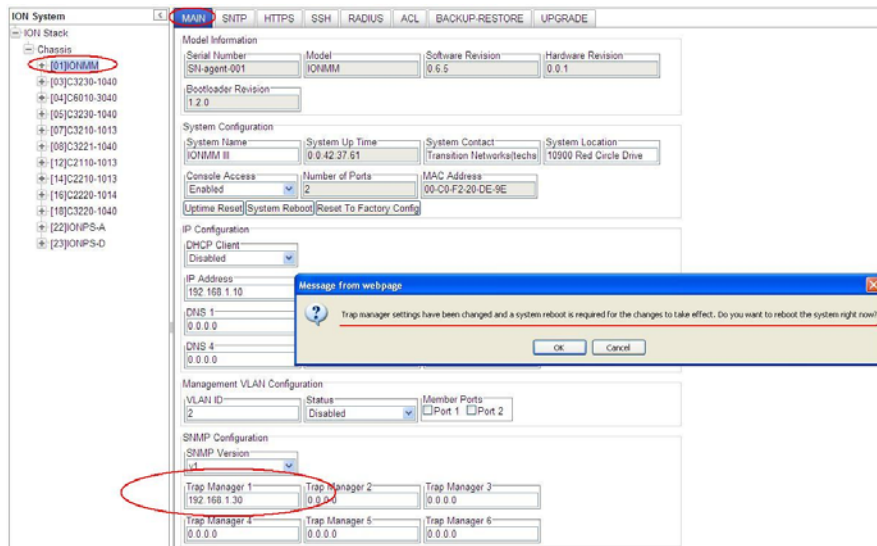 ION System
MAIN SNTP HTTPS SSH RADIUS ACL BACKUP-RESTORE UPGRADE
ION Stack
Chassis
[01]IONMM
[03]C3230-1040
[04]C6010-3040
[05]C3230-1040
[07]C3210-1013
[08]C3221-1040
[12]C2110-1013
[14]C2210-1013
[16]C2220-1014
[18]C3220-1040
[22]IONPS-A
[23]IONPS-D
Model Information
Serial Number Model Software Revision Hardware Revision
SN-agent-001 IONMM 0.6.5 0.0.1
Bootloader Revision
1.2.0
System Configuration
System Name System Up Time System Contact System Location
IONMM III 0:0:42:37.61 Transition Networks(techs 10900 Red Circle Drive
Console Access Number of Ports MAC Address
Enabled 2 00-C0-F2-20-DE-9E
Uptime Reset System Reboot Reset To Factory Config
IP Configuration
DHCP Client
Disabled
IP Address
192.168.1.10
DNS 1
0.0.0.0
DNS 4
0.0.0.0
Message from webpage
Trap manager settings have been changed and a system reboot is required for the changes to take effect. Do you want to reboot the system right now?
OK Cancel
Management VLAN Configuration
VLAN ID Status Member Ports
2 Disabled Port 1 Port 2
SNMP Configuration
SNMP Version
v1
Trap Manager 1 Trap Manager 2 Trap Manager 3
192.168.1.30 0.0.0.0 0.0.0.0
Trap Manager 4 Trap Manager 5 Trap Manager 6
0.0.0.0 0.0.0.0 0.0.0.0